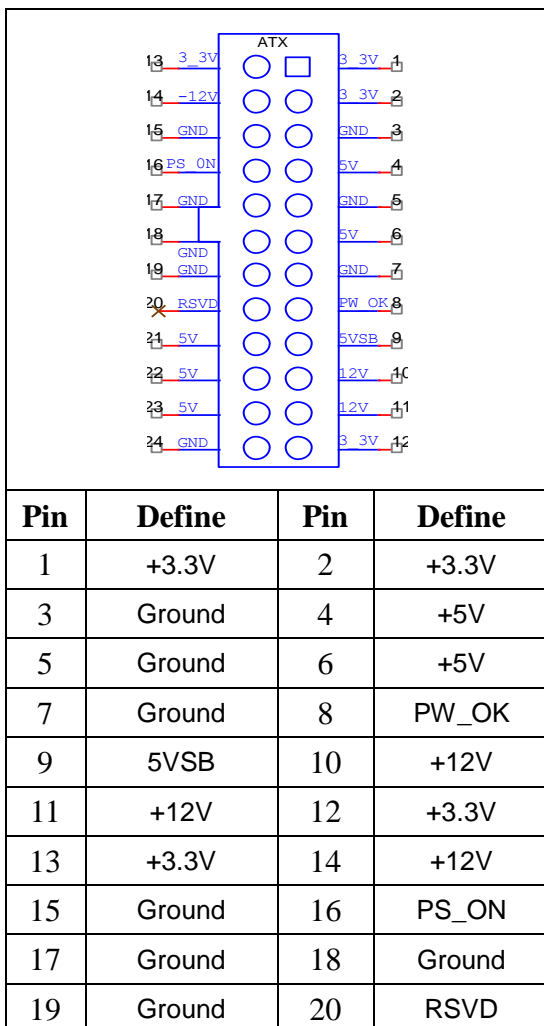 ATX
13 3_3V 3_3V 1
14 -12V 3_3V 2
15 GND GND 3
16 PS_0N 5V 4
17 GND GND 5
18 5V 6
GND
19 GND GND 7
20 RSVD PW_OK 8
21 5V 5VSB 9
22 5V 12V 10
23 5V 12V 11
24 GND 3_3V 12
Pin Define Pin Define
1 +3.3V 2 +3.3V
3 Ground 4 +5V
5 Ground 6 +5V
7 Ground 8 PW_OK
9 5VSB 10 +12V
11 +12V 12 +3.3V
13 +3.3V 14 +12V
15 Ground 16 PS_ON
17 Ground 18 Ground
19 Ground 20 RSVD